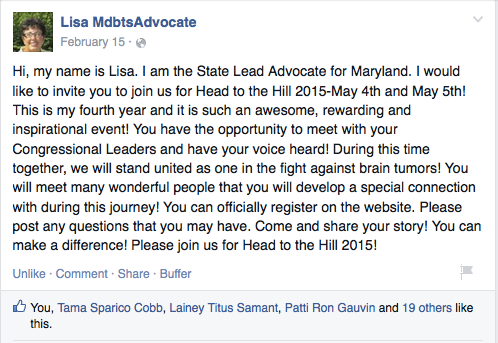 Lisa MdbtsAdvocate
February 15 ·
Hi, my name is Lisa. I am the State Lead Advocate for Maryland. I would
like to invite you to join us for Head to the Hill 2015-May 4th and May 5th!
This is my fourth year and it is such an awesome, rewarding and
inspirational event! You have the opportunity to meet with your
Congressional Leaders and have your voice heard! During this time
together, we will stand united as one in the fight against brain tumors! You
will meet many wonderful people that you will develop a special connection
with during this journey! You can officially register on the website. Please
post any questions that you may have. Come and share your story! You can
make a difference! Please join us for Head to the Hill 2015!
Unlike · Comment · Share · Buffer
You, Tama Sparico Cobb, Lainey Titus Samant, Patti Ron Gauvin and 19 others like
this.